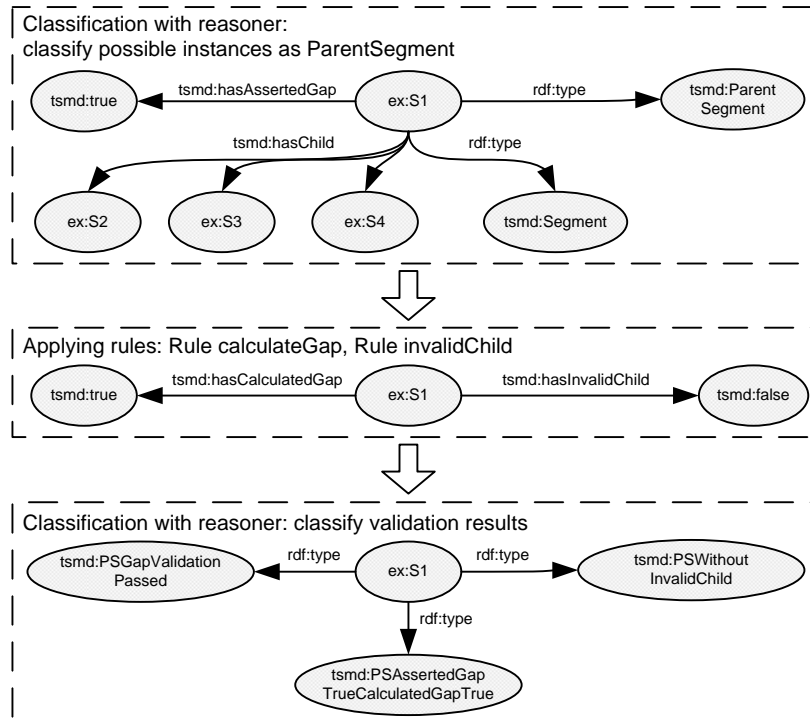 Classification with reasoner:
classify possible instances as ParentSegment
tsmd:true
tsmd:hasAssertedGap
ex:S1
rdf:type
tsmd:Parent
Segment
tsmd:hasChild
rdf:type
ex:S2
ex:S3
ex:S4
tsmd:Segment
Applying rules: Rule calculateGap, Rule invalidChild
tsmd:true
tsmd:hasCalculatedGap
ex:S1
tsmd:hasInvalidChild
tsmd:false
Classification with reasoner: classify validation results
tsmd:PSGapValidation
Passed
rdf:type
ex:S1
rdf:type
tsmd:PSWithout
InvalidChild
rdf:type
tsmd:PSAssertedGap
TrueCalculatedGapTrue